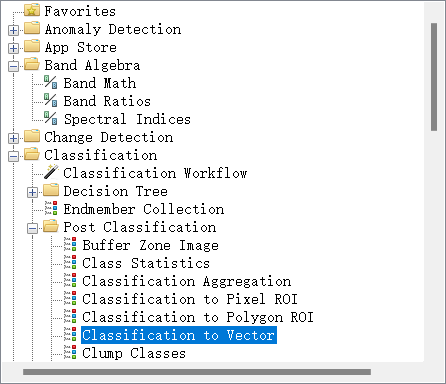 Favorites
Anomaly Detection
App Store
Band Algebra
Band Math
Band Ratios
Spectral Indices
Change Detection
Classification
Classification Workflow
Decision Tree
Endmember Collection
Post Classification
Buffer Zone Image
Class Statistics
Classification Aggregation
Classification to Pixel ROI
Classification to Polygon ROI
Classification to Vector
Clump Classes